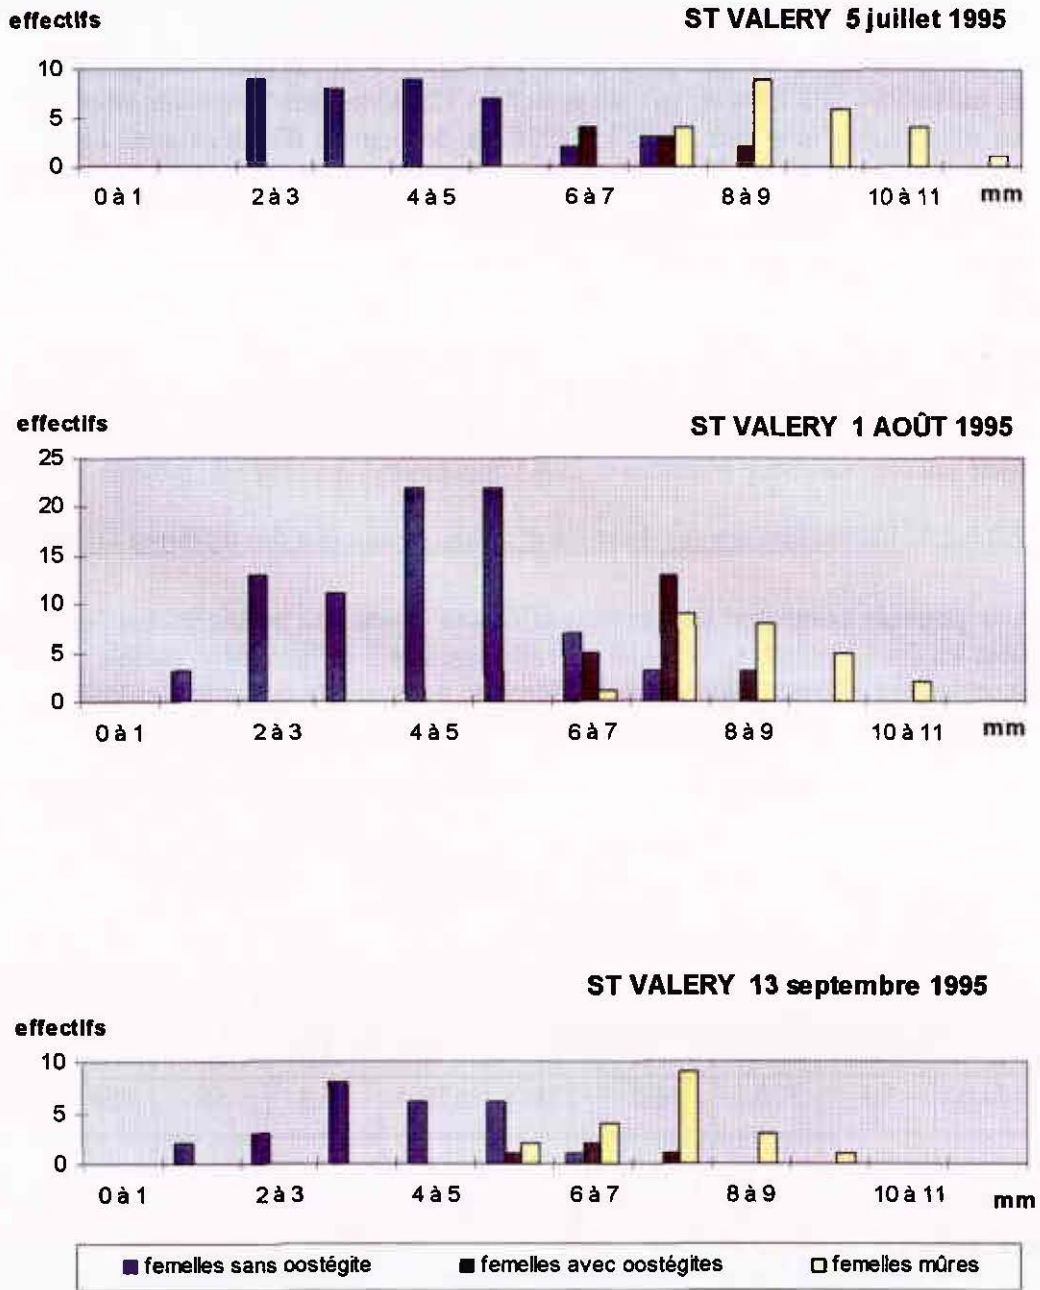 effectifs
ST VALERY 5 juillet 1995
10
5
0
0 à 1 2 à 3 4 à 5 6 à 7 8 à 9 10 à 11 mm
effectifs
ST VALERY 1 AOÛT 1995
25
20
15
10
5
0
0 à 1 2 à 3 4 à 5 6 à 7 8 à 9 10 à 11 mm
ST VALERY 13 septembre 1995
effectifs
10
5
0
0 à 1 2 à 3 4 à 5 6 à 7 8 à 9 10 à 11 mm
femelles sans oostégite femelles avec oostégites femelles mûres